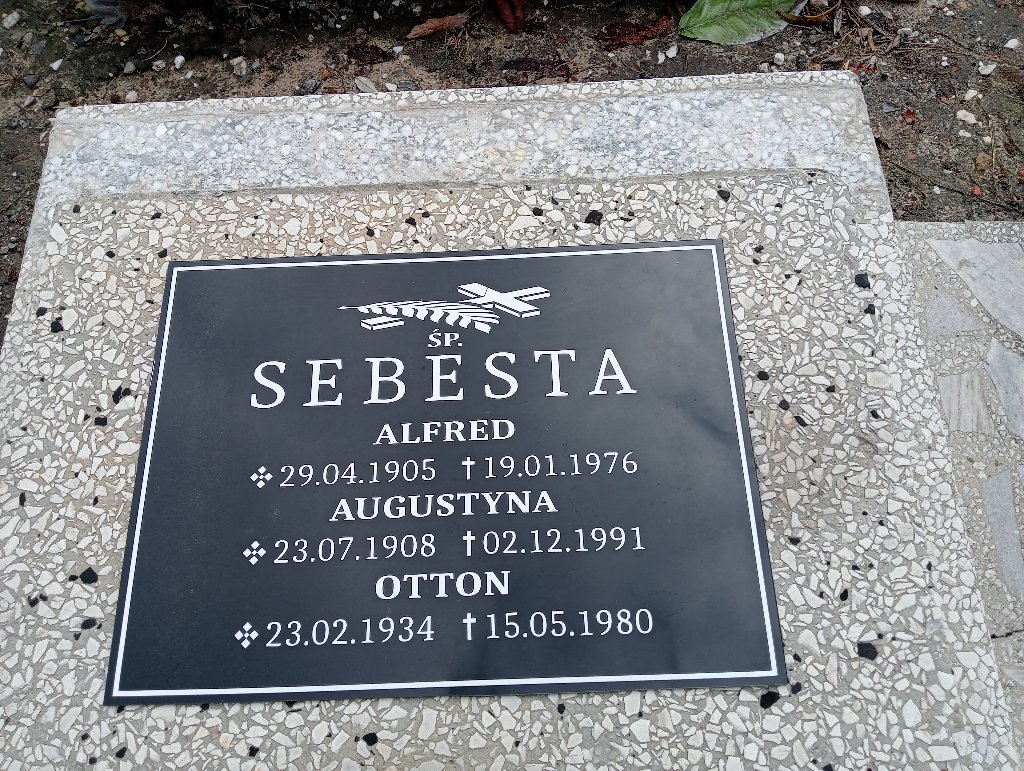 ŚP.
SEBESTA
ALFRED
29.04.1905 †19.01.1976
AUGUSTYNA
23.07.1908 †02.12.1991
OTTON
23.02.1934 †15.05.1980